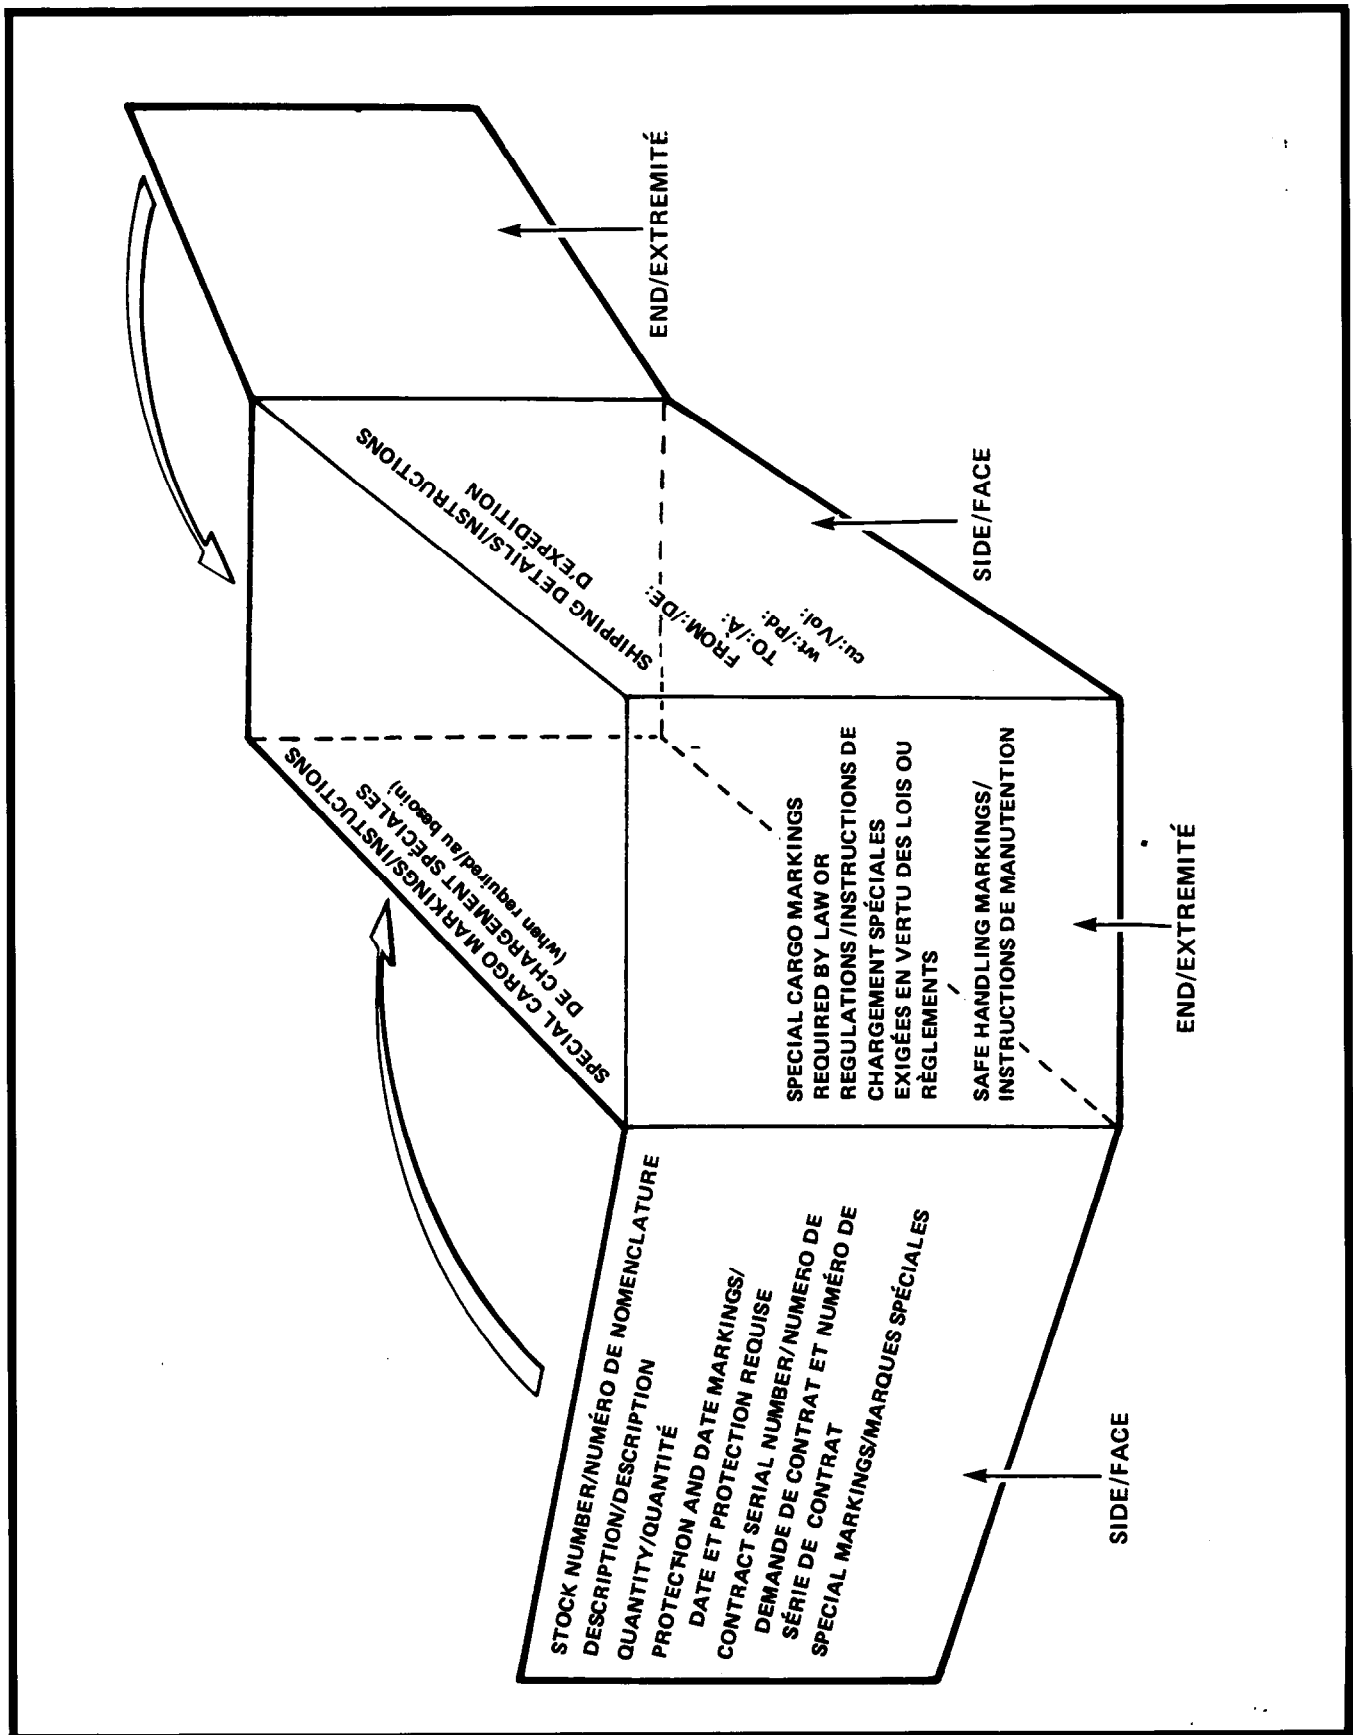 STOCK NUMBER/NUMÉRO DE NOMENCLATURE
DESCRIPTION/DESCRIPTION
QUANTITY/QUANTITÉ
PROTECTION AND DATE MARKINGS/
DATE ET PROTECTION REQUISE
CONTRACT SERIAL NUMBER/NUMERO DE
DEMANDE DE CONTRAT ET NUMÉRO DE
SÉRIE DE CONTRAT
SPECIAL MARKINGS/MARQUES SPÉCIALES
SIDE/FACE
SPECIAL CARGO MARKINGS/INSTUCTIONS
DE CHARGEMENT SPÉCIALES
(when required/au besoin)
SPECIAL CARGO MARKINGS
REQUIRED BY LAW OR
REGULATIONS/INSTRUCTIONS DE
CHARGEMENT SPÉCIALES
EXIGÉES EN VERTU DES LOIS OU
RÈGLEMENTS
SAFE HANDLING MARKINGS/
INSTRUCTIONS DE MANUTENTION
END/EXTREMITÉ
SHIPPING DETAILS/INSTRUCTIONS
D'EXPÉDITION
FROM:/DE:
TO:/À:
wt:/Pd:
cu:/Vol:
SIDE/FACE
END/EXTREMITÉ